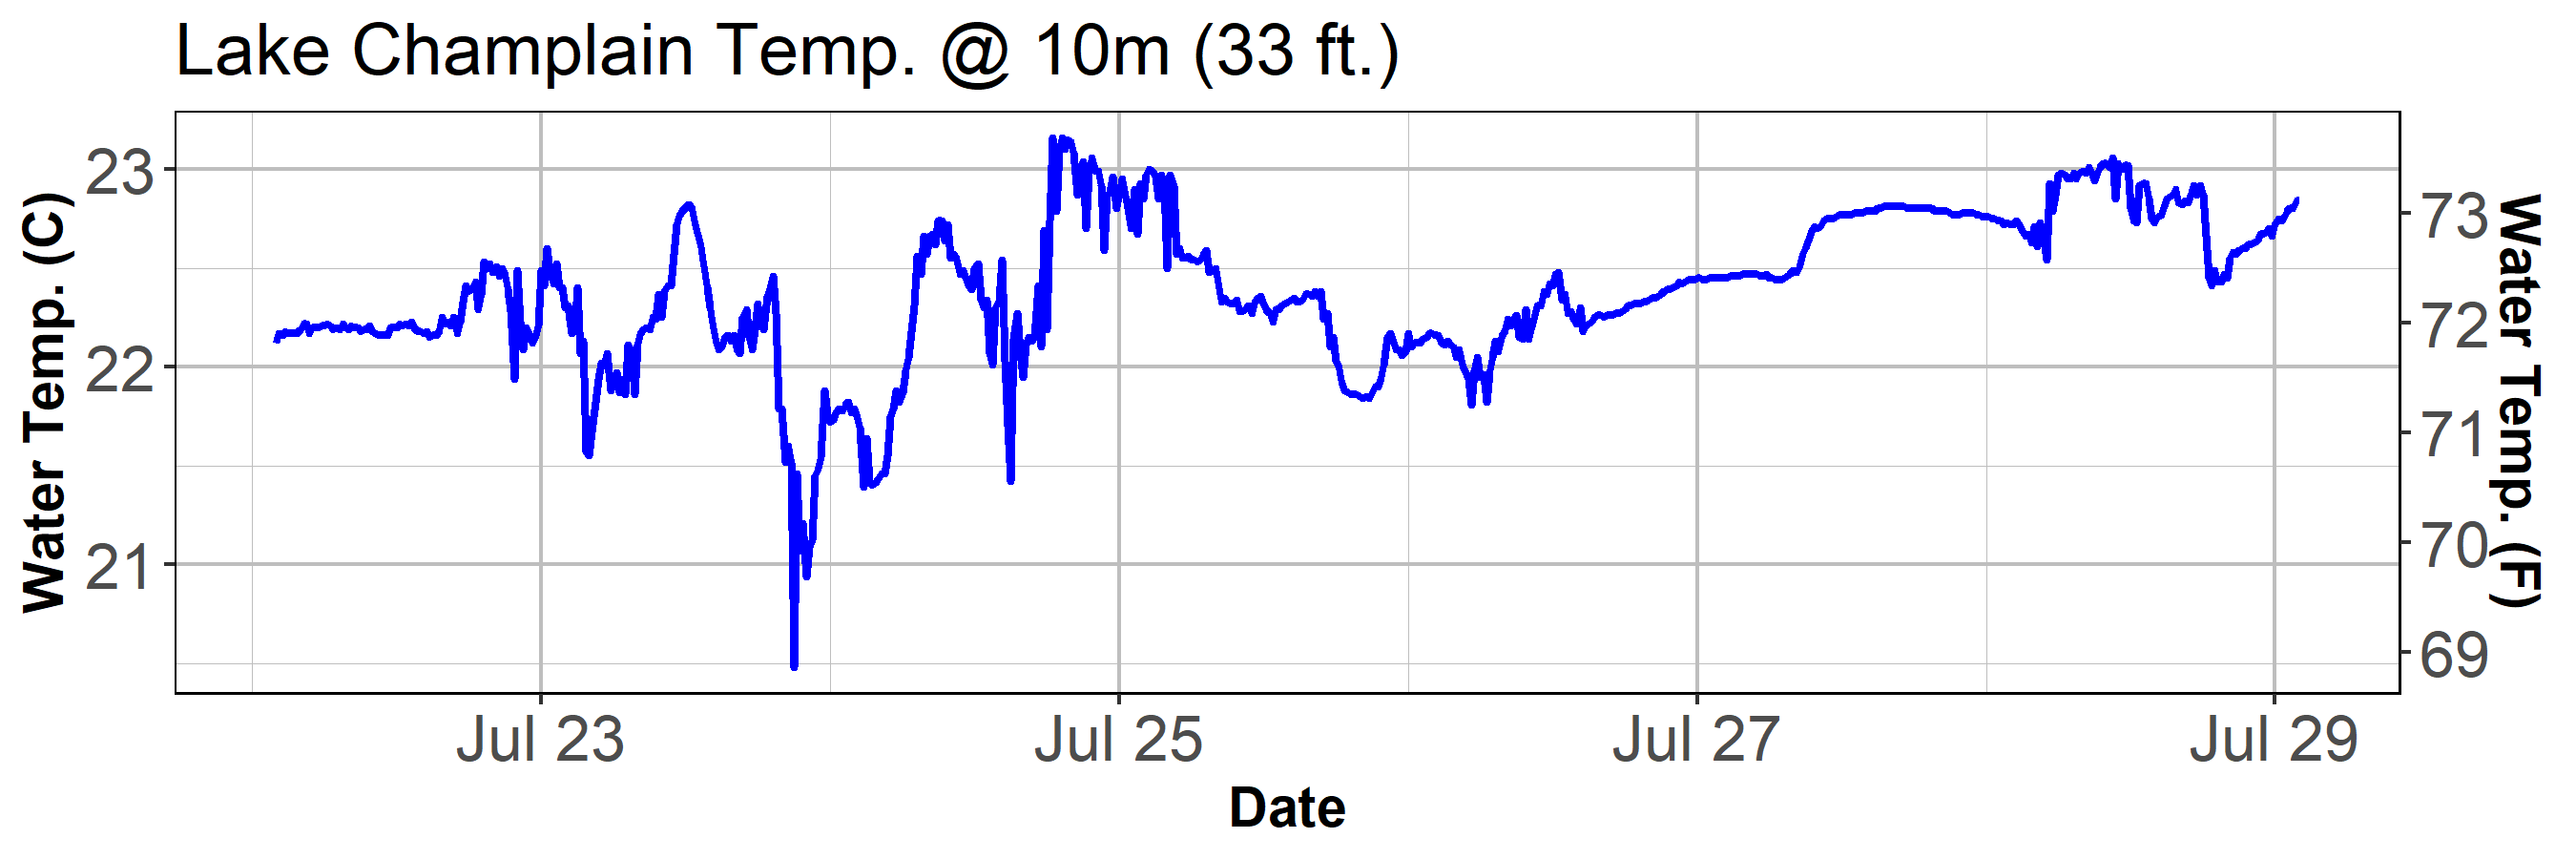 Lake Champlain Temp. @ 10m (33 ft.)
Water Temp. (C)
23
22
21
73
72
71
70
69
Water Temp. (F)
Jul 23
Jul 25
Jul 27
Jul 29
Date